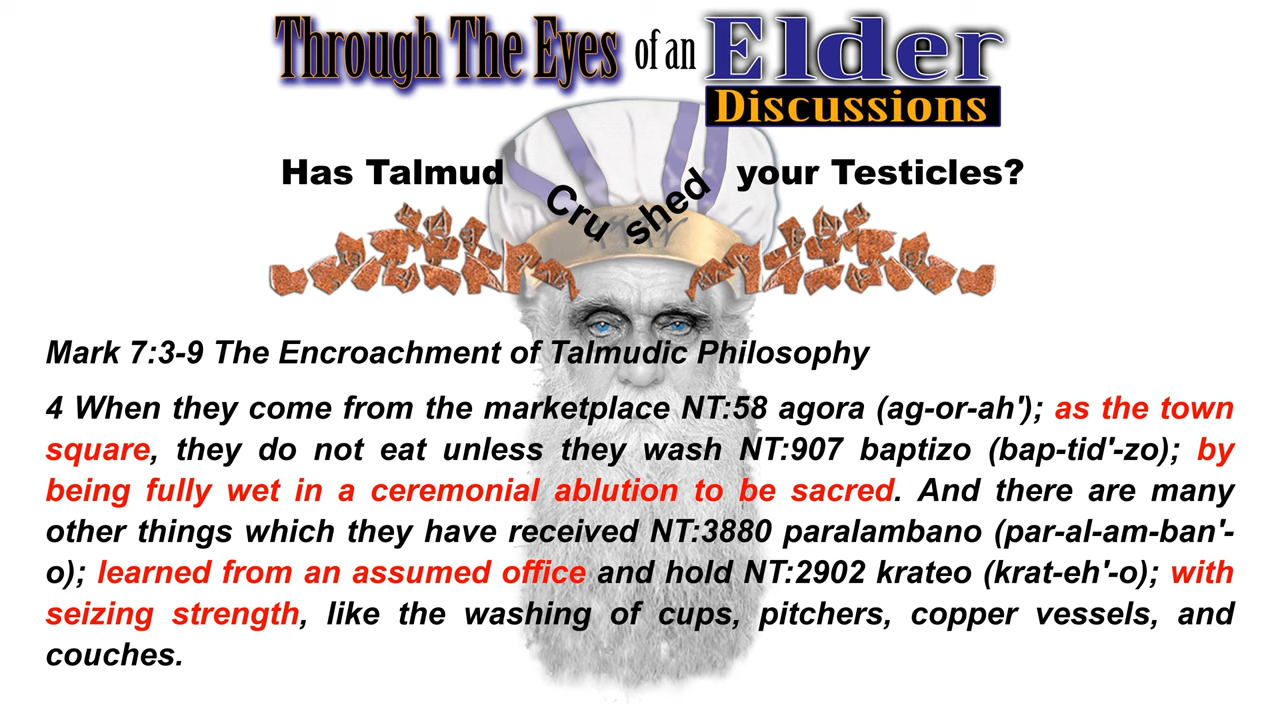 Through The Eyes of an Elder
Discussions
Has Talmud Crushed your Testicles?
Mark 7:3-9 The Encroachment of Talmudic Philosophy
4 When they come from the marketplace NT:58 agora (ag-or-ah'); as the town
square, they do not eat unless they wash NT:907 baptizo (bap-tid'-zo); by
being fully wet in a ceremonial ablution to be sacred. And there are many
other things which they have received NT:3880 paralambano (par-al-am-ban'-
o); learned from an assumed office and hold NT:2902 krateo (krat-eh'-o); with
seizing strength, like the washing of cups, pitchers, copper vessels, and
couches.